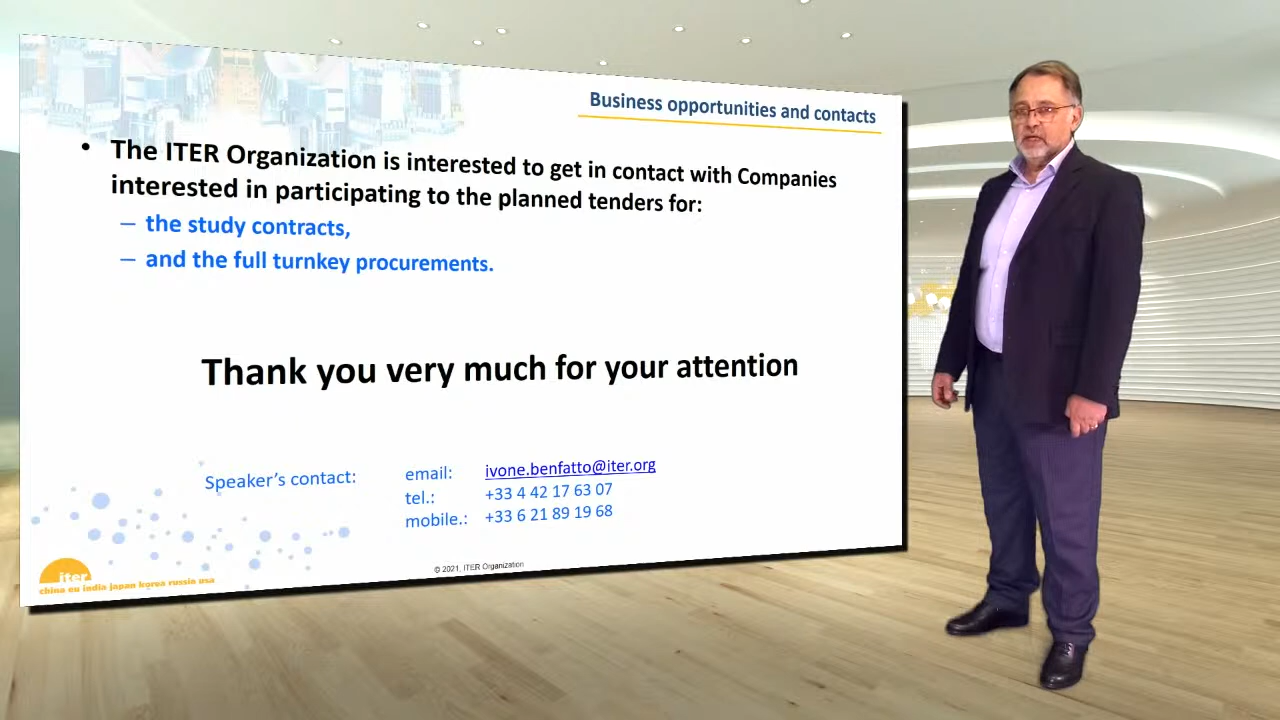 Business opportunities and contacts
• The ITER Organization is interested to get in contact with Companies
interested in participating to the planned tenders for:
– the study contracts,
– and the full turnkey procurements.
Thank you very much for your attention
Speaker's contact: email: ivone.benfatto@iter.org
tel.: +33 4 42 17 63 07
mobile.: +33 6 21 89 19 68
© 2021, ITER Organization
iter
china eu india japan korea russia usa